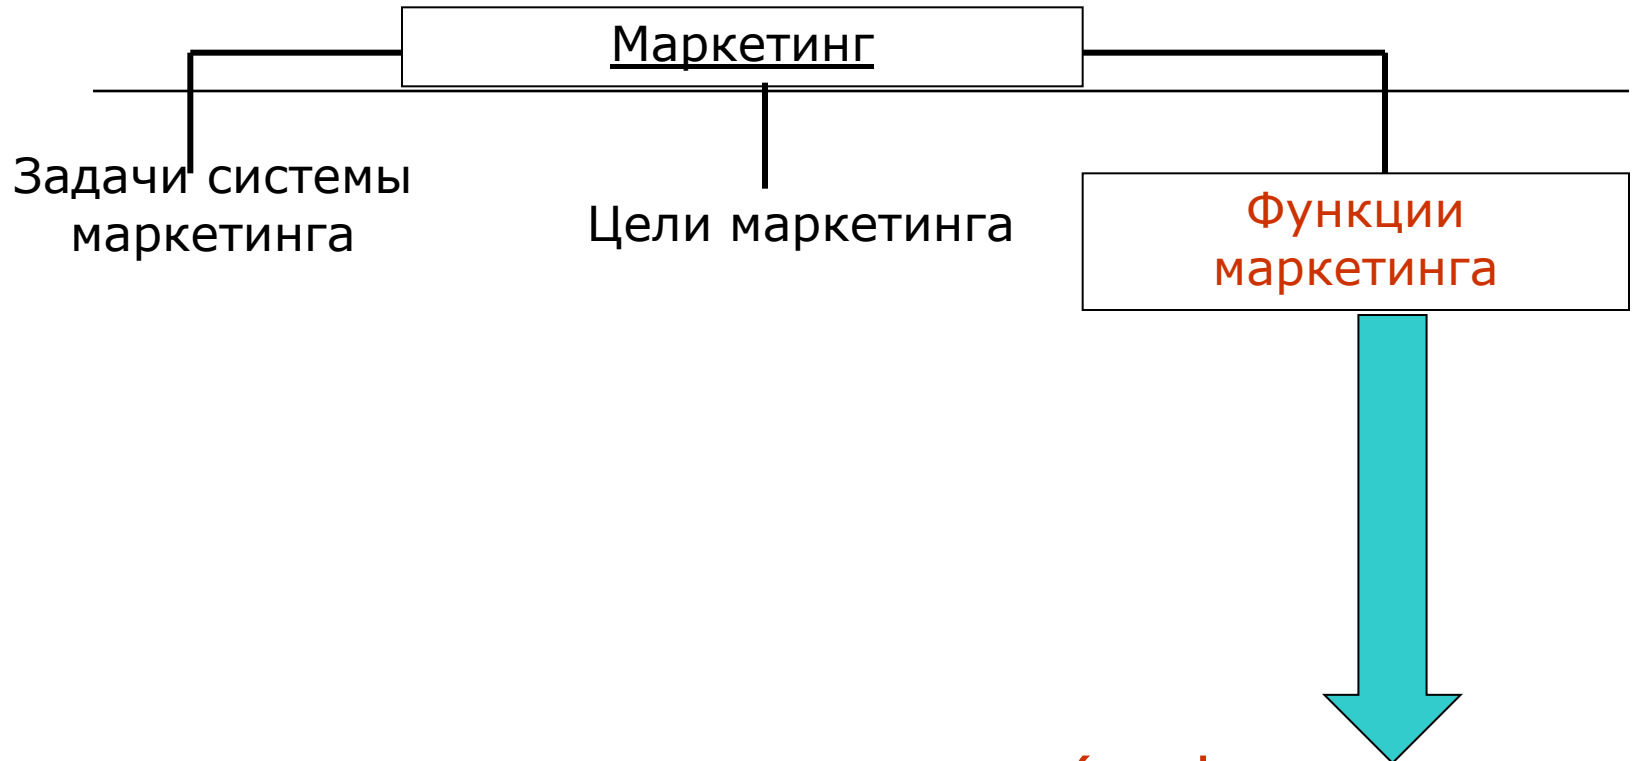 Маркетинг
Задачи системы
маркетинга
Цели маркетинга
Функции
маркетинга